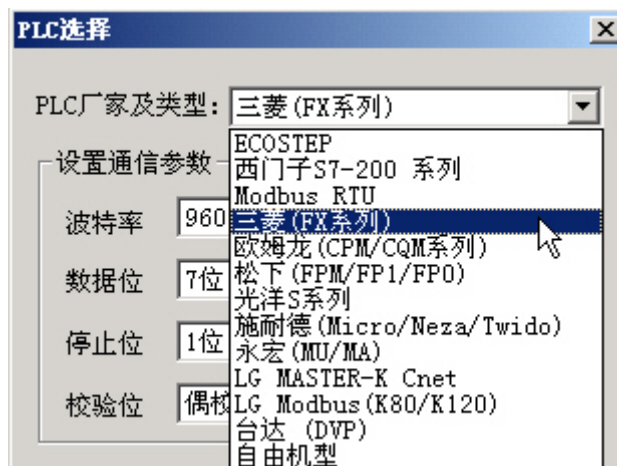 PLC选择
PLC厂家及类型: 三菱(FX系列)
设置通信参数
ECOSTEP
西门子S7-200 系列
Modbus RTU
波特率 960
三菱(FX系列)
欧姆龙(CPM/CQM系列)
数据位 7位
松下(FPM/FP1/FP0)
光洋S系列
施耐德(Micro/Neza/Twido)
停止位 1位
永宏(MU/MA)
LG MASTER-K Cnet
校验位 偶校
LG Modbus(K80/K120)
台达 (DVP)
自由机型